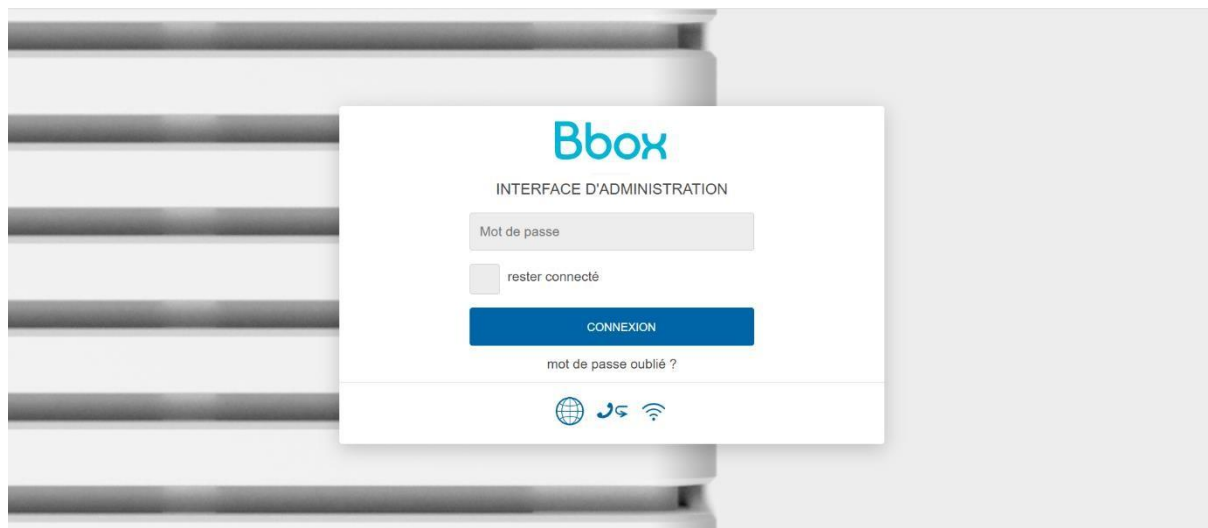 Bbox
INTERFACE D'ADMINISTRATION
Mot de passe
rester connecté
CONNEXION
mot de passe oublié ?